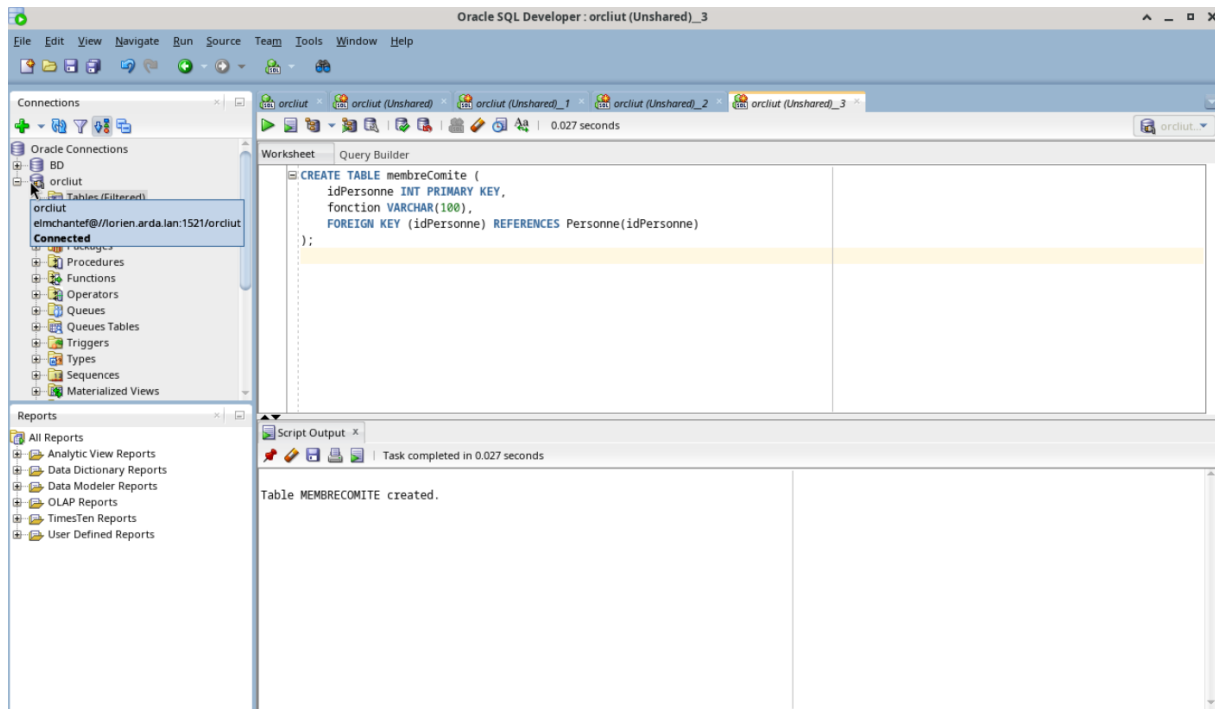 Oracle SQL Developer : orcliut (Unshared)__3
File Edit View Navigate Run Source Team Tools Window Help
Connections
orcliut
orcliut (Unshared)
orcliut (Unshared)_1
orcliut (Unshared)_2
orcliut (Unshared)_3
0.027 seconds
orcliut
Oracle Connections
BD
orcliut
Tables (Filtered)
orcliut
elmchantef@//lorien.arda.lan:1521/orcliut
Connected
Packages
Procedures
Functions
Operators
Queues
Queues Tables
Triggers
Types
Sequences
Materialized Views
Worksheet Query Builder
CREATE TABLE membreComite (
idPersonne INT PRIMARY KEY,
fonction VARCHAR(100),
FOREIGN KEY (idPersonne) REFERENCES Personne(idPersonne)
);
Reports
All Reports
Analytic View Reports
Data Dictionary Reports
Data Modeler Reports
OLAP Reports
TimesTen Reports
User Defined Reports
Script Output
Task completed in 0.027 seconds
Table MEMBRECOMITE created.